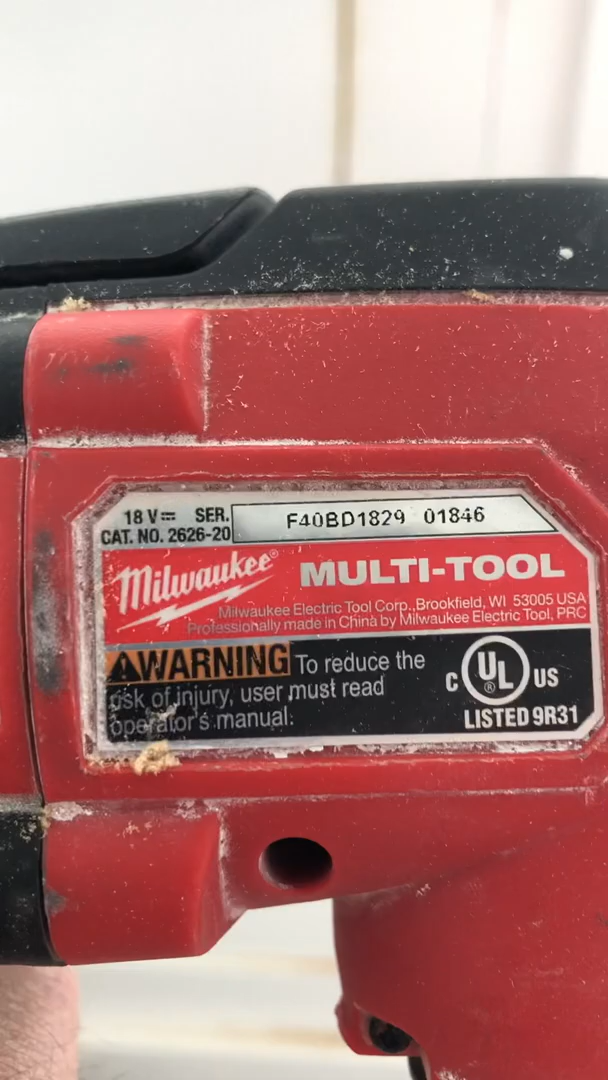 18 V⎓ SER. F40BD1829 01846
CAT. NO. 2626-20
Milwaukee® MULTI-TOOL
Milwaukee Electric Tool Corp., Brookfield, WI 53005 USA
Professionally made in China by Milwaukee Electric Tool, PRC
WARNING To reduce the
risk of injury, user must read
operator's manual.
C UL® US
LISTED 9R31